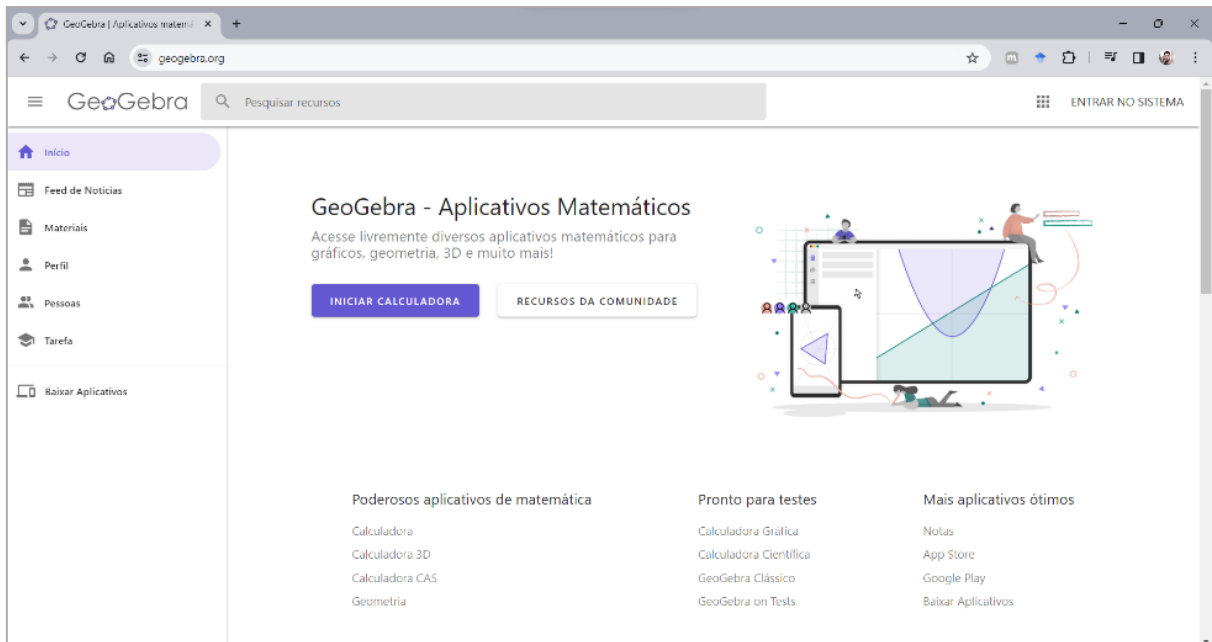 GeoGebra | Aplicativos matemá
geogebra.org
GeoGebra
Pesquisar recursos
ENTRAR NO SISTEMA
Início
Feed de Notícias
Materiais
Perfil
Pessoas
Tarefa
Baixar Aplicativos
GeoGebra - Aplicativos Matemáticos
Acesse livremente diversos aplicativos matemáticos para
gráficos, geometria, 3D e muito mais!
INICIAR CALCULADORA
RECURSOS DA COMUNIDADE
Poderosos aplicativos de matemática
Calculadora
Calculadora 3D
Calculadora CAS
Geometria
Pronto para testes
Calculadora Gráfica
Calculadora Científica
GeoGebra Clássico
GeoGebra on Tests
Mais aplicativos ótimos
Notas
App Store
Google Play
Baixar Aplicativos